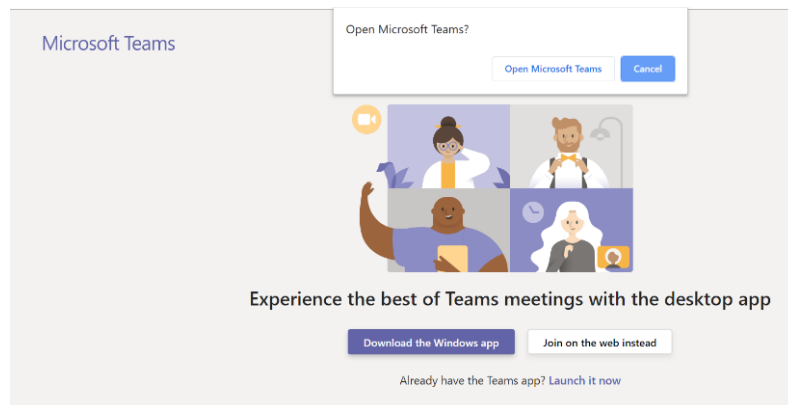 Open Microsoft Teams?
Microsoft Teams
Open Microsoft Teams
Cancel
Experience the best of Teams meetings with the desktop app
Download the Windows app
Join on the web instead
Already have the Teams app? Launch it now